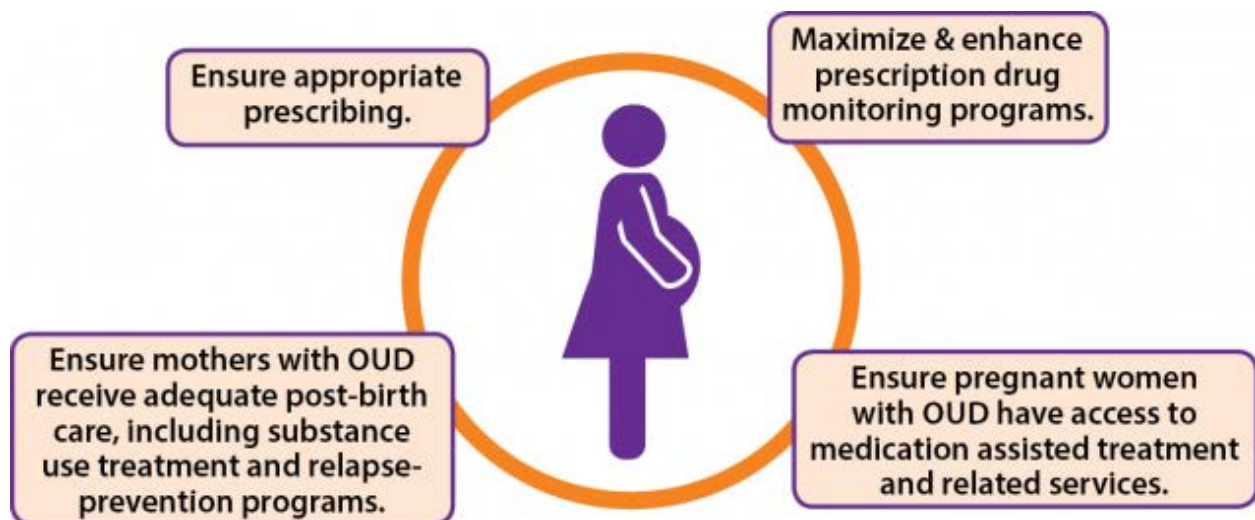 Ensure appropriate
prescribing.
Maximize & enhance
prescription drug
monitoring programs.
Ensure mothers with OUD
receive adequate post-birth
care, including substance
use treatment and relapse-
prevention programs.
Ensure pregnant women
with OUD have access to
medication assisted treatment
and related services.